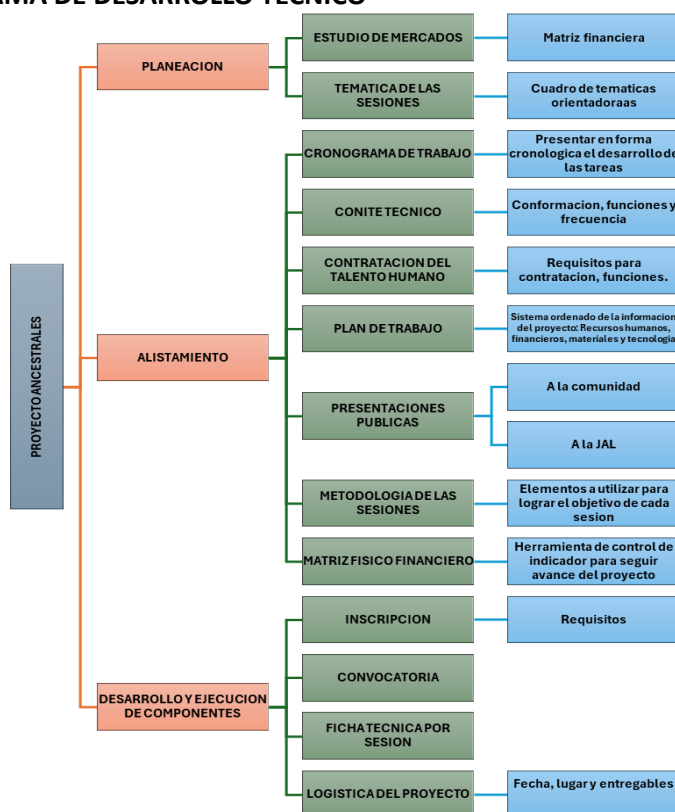 RMA DE DESARROLLO TECNICO
PROYECTO ANCESTRALES
PLANEACION
ESTUDIO DE MERCADOS
Matriz financiera
TEMATICA DE LAS
SESIONES
Cuadro de tematicas
orientadoraas
ALISTAMIENTO
CRONOGRAMA DE TRABAJO
Presentar en forma
cronologica el desarrollo de
las tareas
CONITE TECNICO
Conformacion, funciones y
frecuencia
CONTRATACION DEL
TALENTO HUMANO
Requisitos para
contratacion, funciones.
PLAN DE TRABAJO
Sistema ordenado de la informacion
del proyecto: Recursos humanos,
financieros, materiales y tecnologia
PRESENTACIONES
PUBLICAS
A la comunidad
A la JAL
METODOLOGIA DE LAS
SESIONES
Elementos a utilizar para
lograr el objetivo de cada
sesion
MATRIZ FISICO FINANCIERO
Herramienta de control de
indicador para seguir
avance del proyecto
DESARROLLO Y EJECUCION
DE COMPONENTES
INSCRIPCION
Requisitos
CONVOCATORIA
FICHA TECNICA POR
SESION
LOGISTICA DEL PROYECTO
Fecha, lugar y entregables